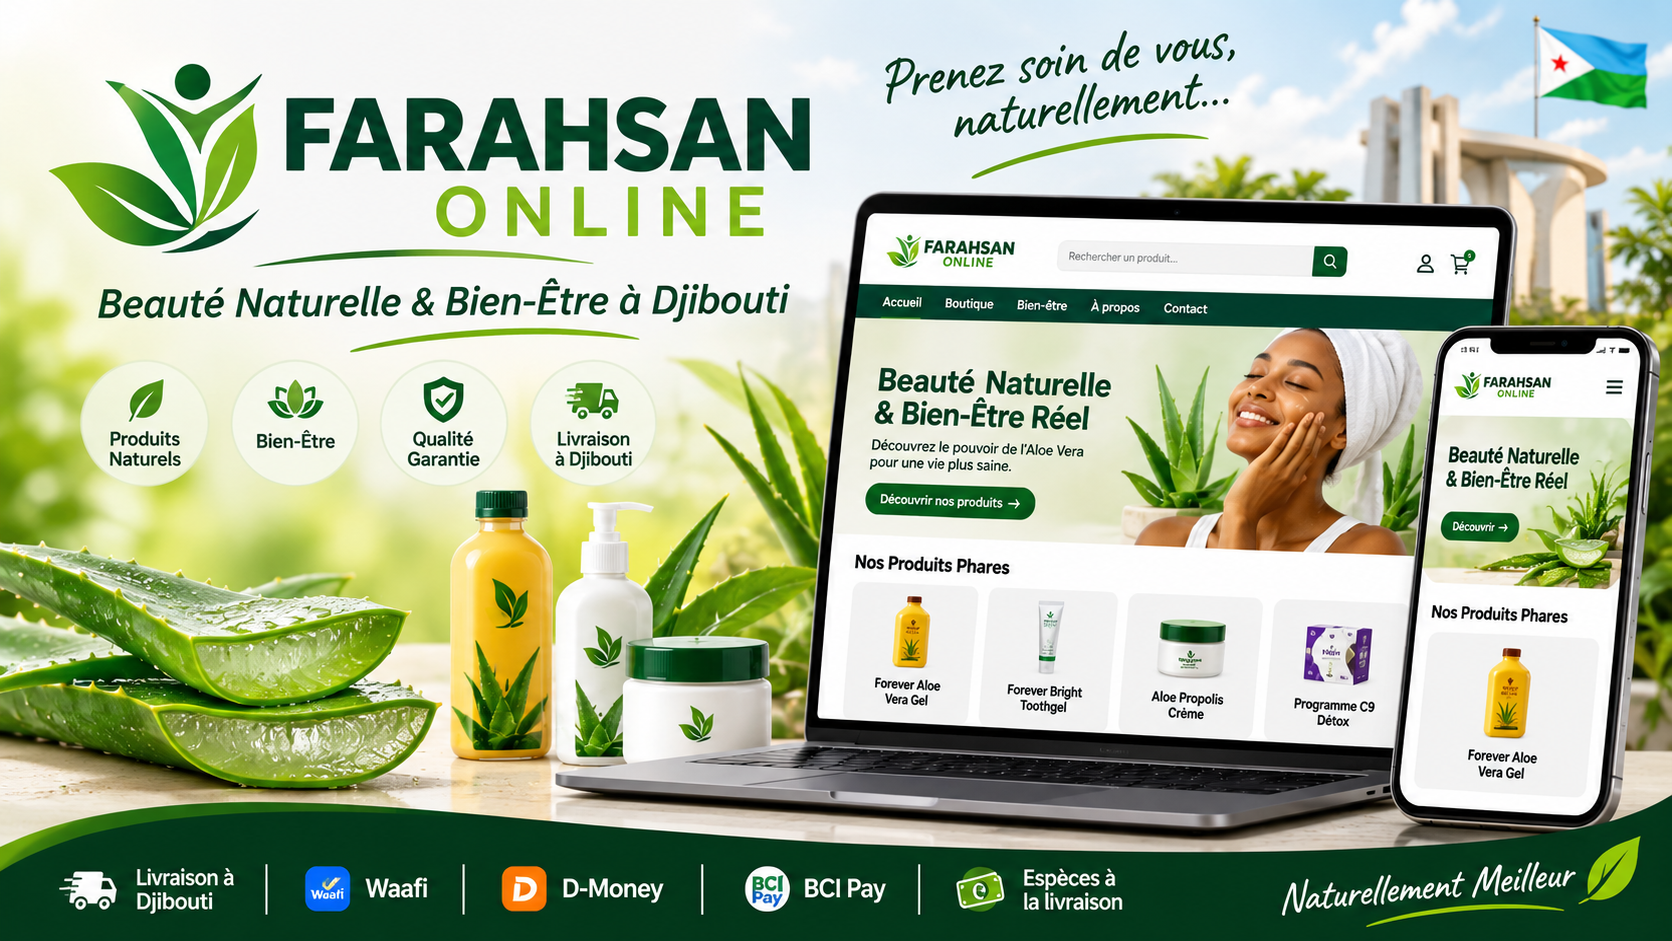 FARAHSAN
ONLINE
Beauté Naturelle & Bien-Être à Djibouti
Produits
Naturels
Bien-Être
Qualité
Garantie
Livraison
à Djibouti
Prenez soin de vous,
naturellement...
FARAHSAN
ONLINE
Rechercher un produit...
Accueil
Boutique
Bien-être
À propos
Contact
Beauté Naturelle
& Bien-Être Réel
Découvrez le pouvoir de l'Aloe Vera
pour une vie plus saine.
Découvrir nos produits →
Nos Produits Phares
Forever Aloe
Vera Gel
Forever Bright
Toothgel
Aloe Propolis
Crème
Programme C9
Détox
FARAHSAN
ONLINE
Beauté Naturelle
& Bien-Être Réel
Découvrir →
Nos Produits Phares
Forever Aloe
Vera Gel
Livraison à
Djibouti
Waafi
Waafi
D
D-Money
BCI
Pay
BCI Pay
Espèces à
la livraison
Naturellement Meilleur